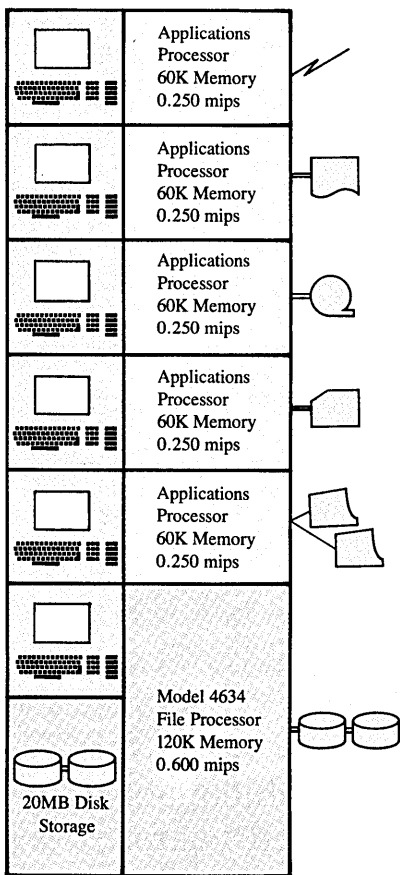 Applications
Processor
60K Memory
0.250 mips
Applications
Processor
60K Memory
0.250 mips
Applications
Processor
60K Memory
0.250 mips
Applications
Processor
60K Memory
0.250 mips
Applications
Processor
60K Memory
0.250 mips
Model 4634
File Processor
120K Memory
0.600 mips
20MB Disk
Storage